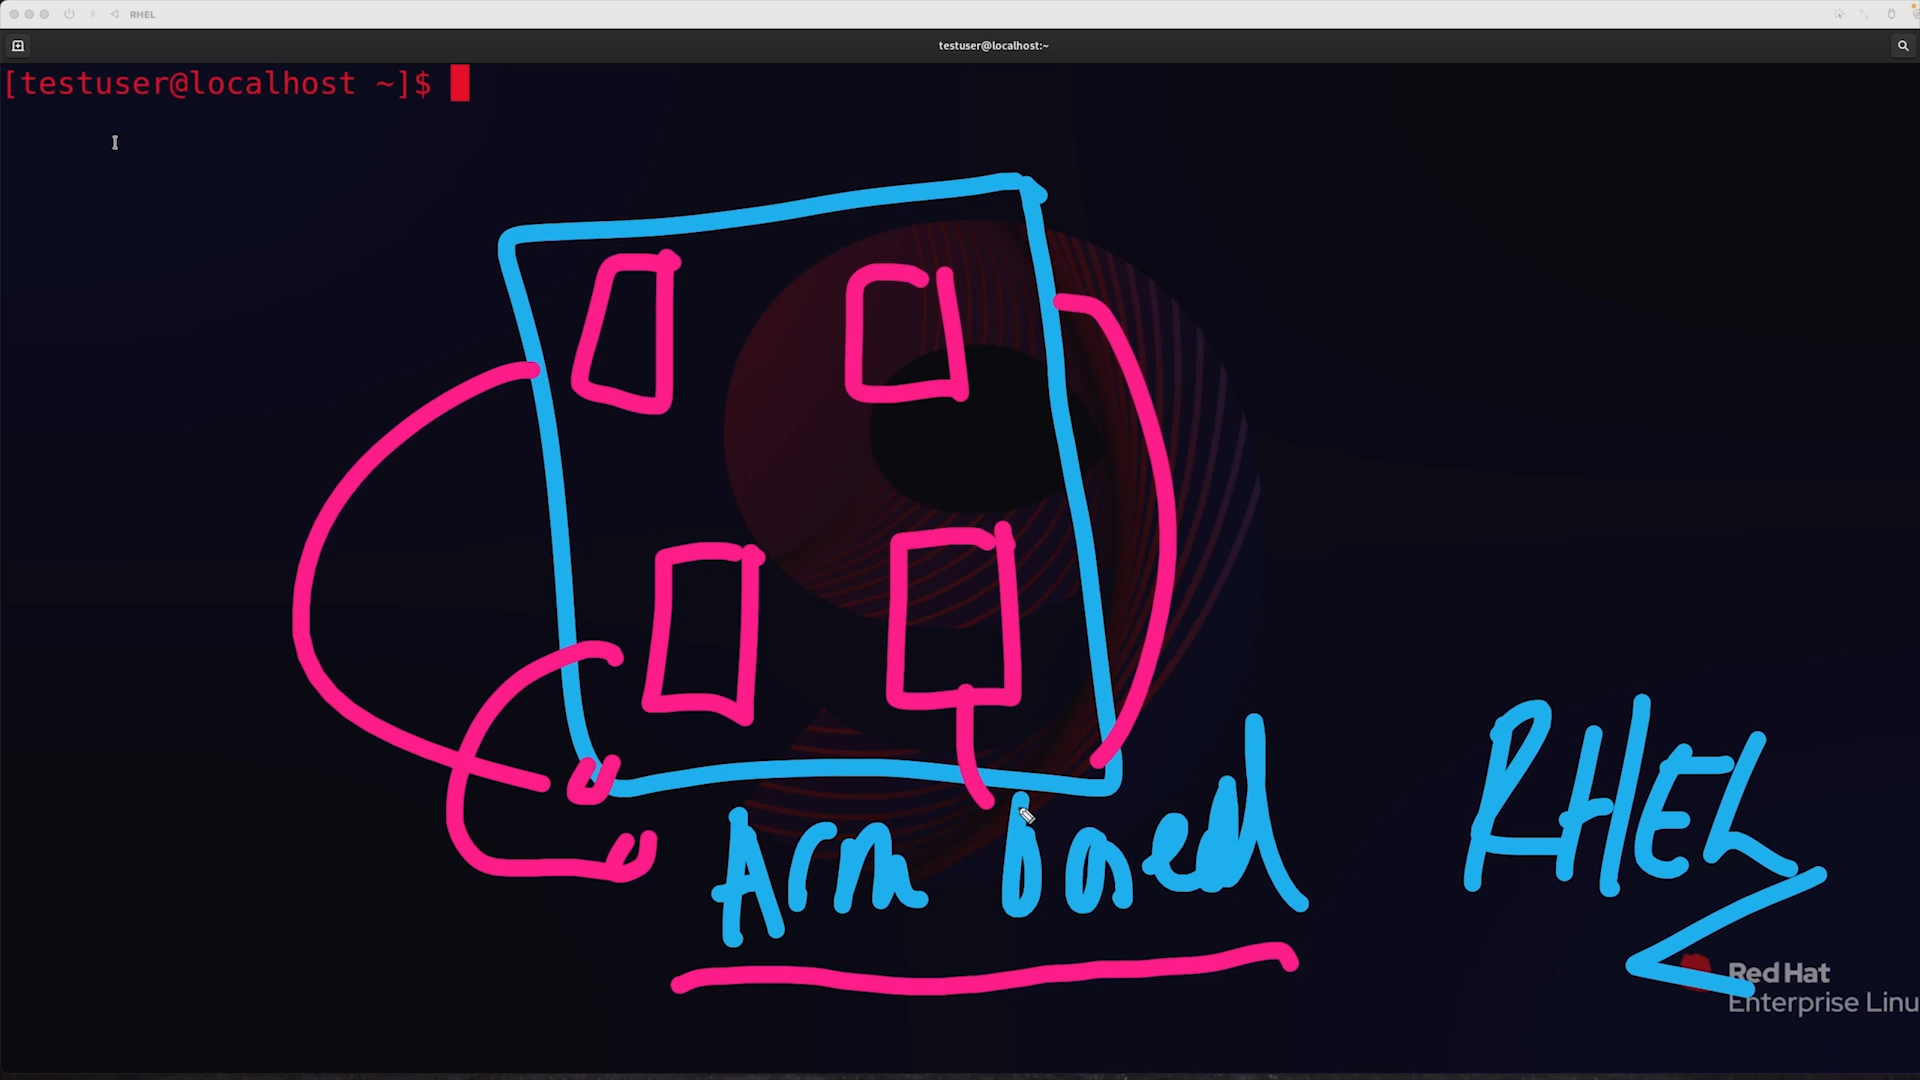 RHEL
testuser@localhost:~
[testuser@localhost ~]$
Arm based
RHEL
Red Hat
Enterprise Linu